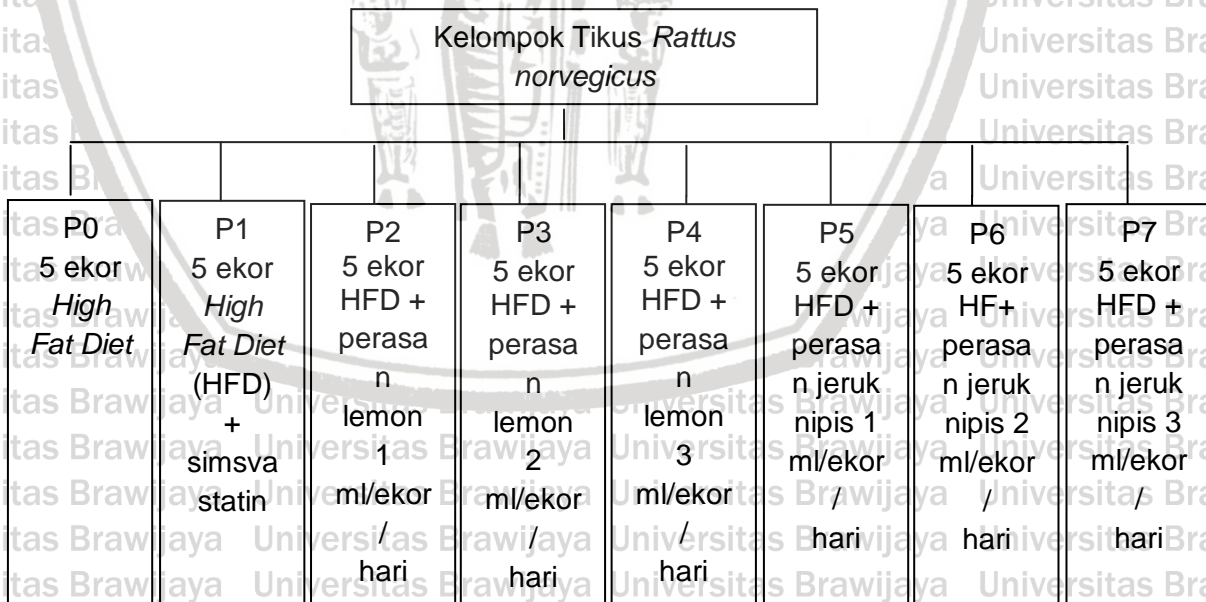 Kelompok Tikus Rattus
norvegicus
P0
5 ekor
High
Fat Diet
P1
5 ekor
High
Fat Diet
(HFD)
+
simsva
statin
P2
5 ekor
HFD +
perasa
n
lemon
1
ml/ekor
/
hari
P3
5 ekor
HFD +
perasa
n
lemon
2
ml/ekor
/
hari
P4
5 ekor
HFD +
perasa
n
lemon
3
ml/ekor
/
hari
P5
5 ekor
HFD +
perasa
n jeruk
nipis 1
ml/ekor
/
hari
P6
5 ekor
HF+
perasa
n jeruk
nipis 2
ml/ekor
/
hari
P7
5 ekor
HFD +
perasa
n jeruk
nipis 3
ml/ekor
/
hari
Universitas Brawijaya